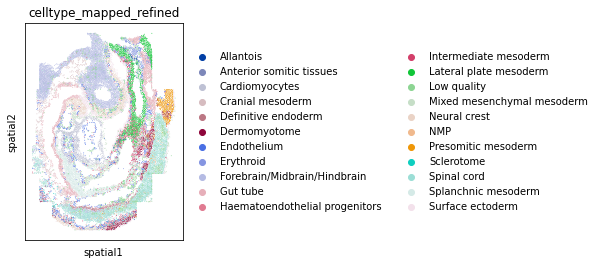 celltype_mapped_refined
spatial2
spatial1
Allantois
Anterior somitic tissues
Cardiomyocytes
Cranial mesoderm
Definitive endoderm
Dermomyotome
Endothelium
Erythroid
Forebrain/Midbrain/Hindbrain
Gut tube
Haematoendothelial progenitors
Intermediate mesoderm
Lateral plate mesoderm
Low quality
Mixed mesenchymal mesoderm
Neural crest
NMP
Presomitic mesoderm
Sclerotome
Spinal cord
Splanchnic mesoderm
Surface ectoderm